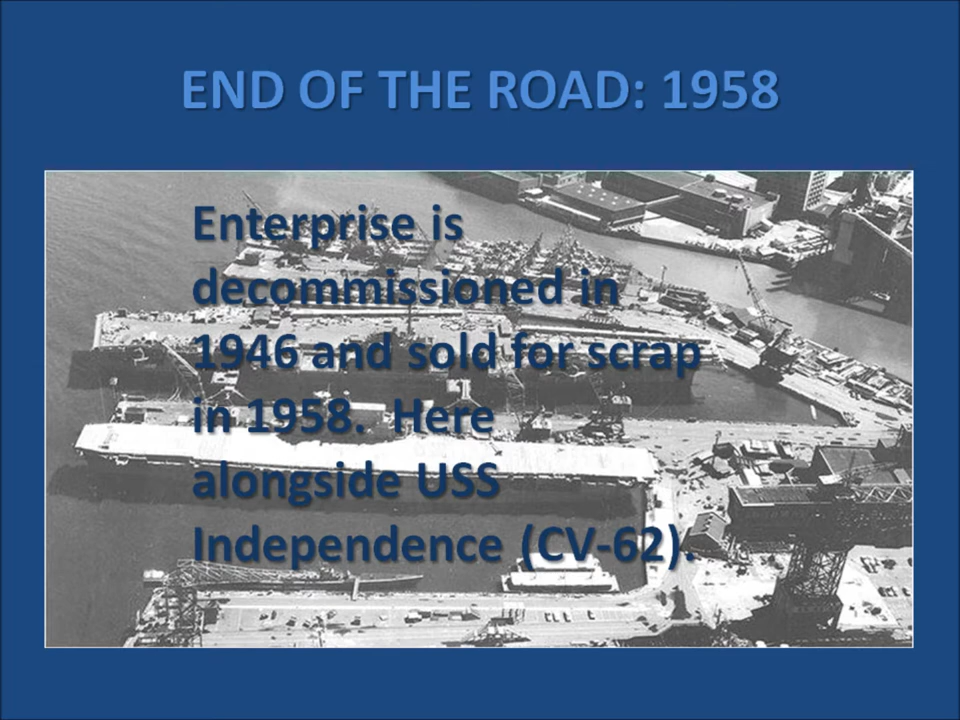 END OF THE ROAD: 1958
Enterprise is
decommissioned in
1946 and sold for scrap
in 1958.  Here
alongside USS
Independence (CV-62).